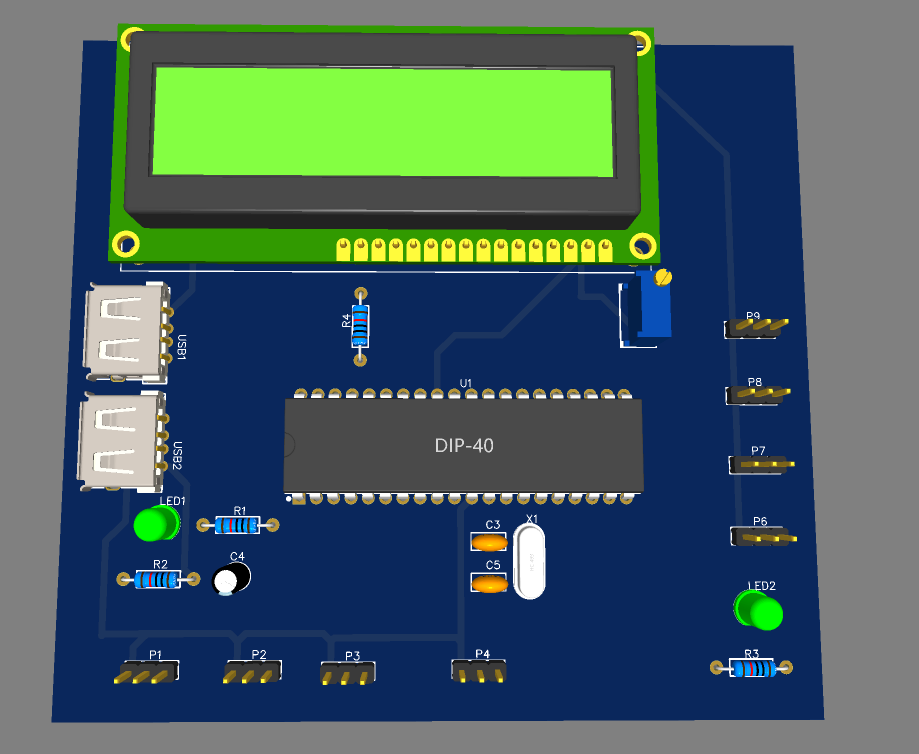 R4
USB1
P9
U1
P8
DIP-40
USB2
P7
LED1
R1
C3
X1
P6
R2
C4
C5
LED2
P1
P2
P3
P4
R3